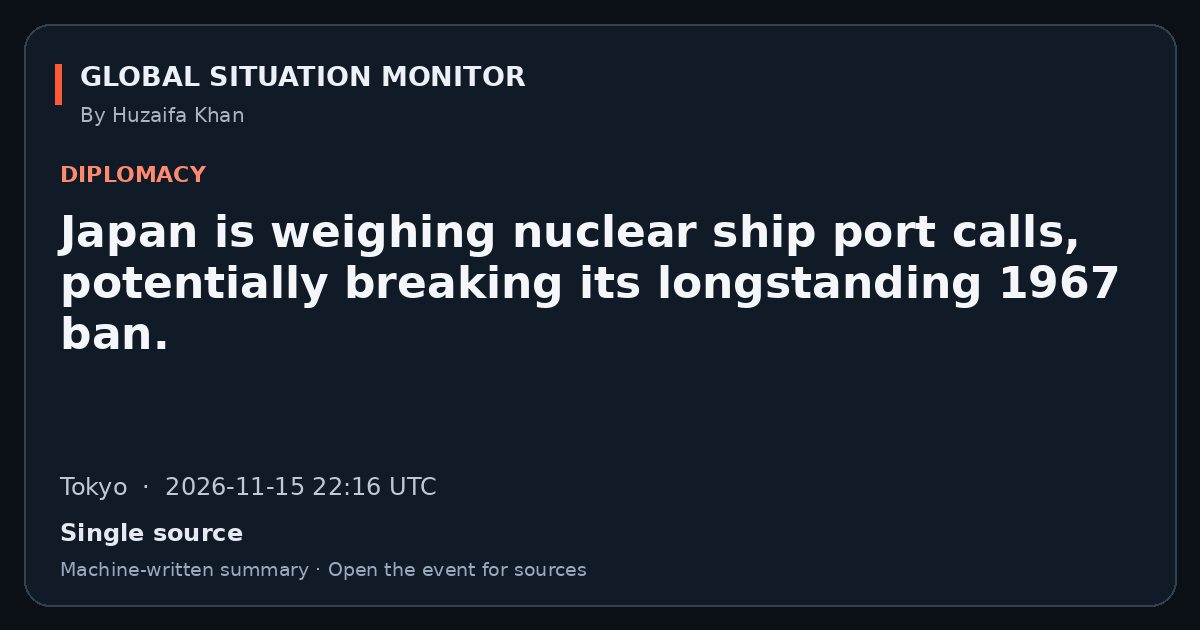 GLOBAL SITUATION MONITOR
By Huzaifa Khan
DIPLOMACY
Japan is weighing nuclear ship port calls,
potentially breaking its longstanding 1967
ban.
Tokyo · 2026-11-15 22:16 UTC
Single source
Machine-written summary · Open the event for sources